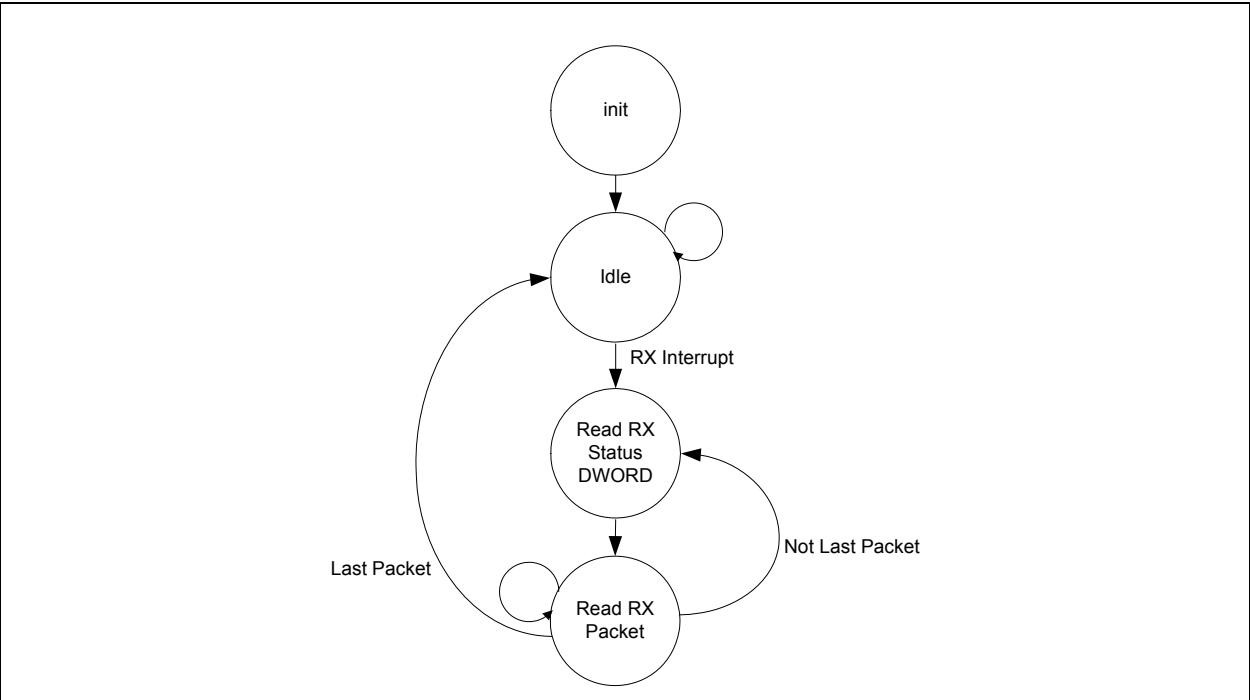 init
Idle
RX Interrupt
Read RX
Status
DWORD
Not Last Packet
Last Packet
Read RX
Packet